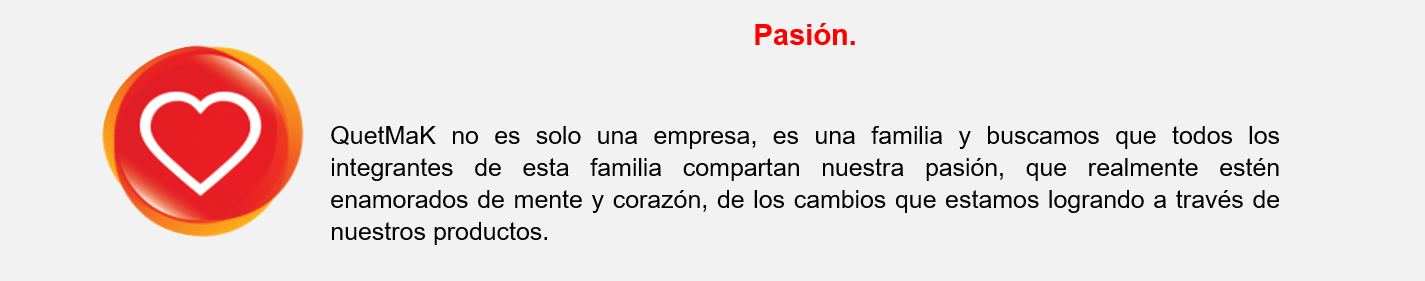 Pasión.
QuetMaK no es solo una empresa, es una familia y buscamos que todos los
integrantes de esta familia compartan nuestra pasión, que realmente estén
enamorados de mente y corazón, de los cambios que estamos logrando a través de
nuestros productos.